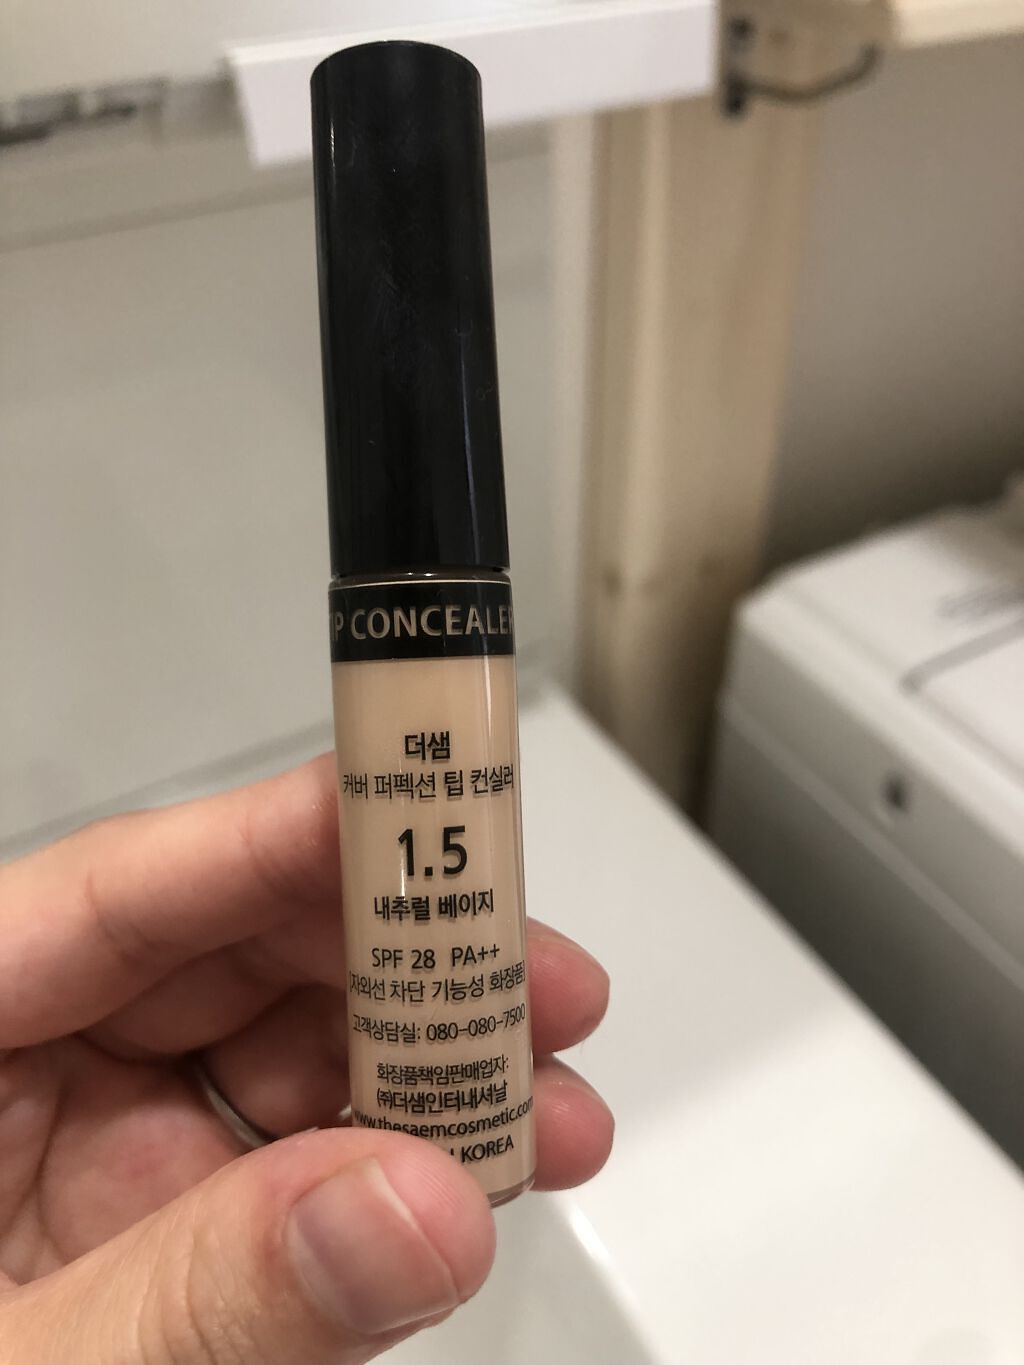 CONCEALER
더샘
커버 퍼펙션 팁 컨실러
1.5
내추럴 베이지
SPF 28 PA++
[자외선 차단 기능성 화장품]
고객상담실: 080-080-7500
화장품책임판매업자:
㈜더샘인터내셔날
www.thesaemcosmetic.com
KOREA